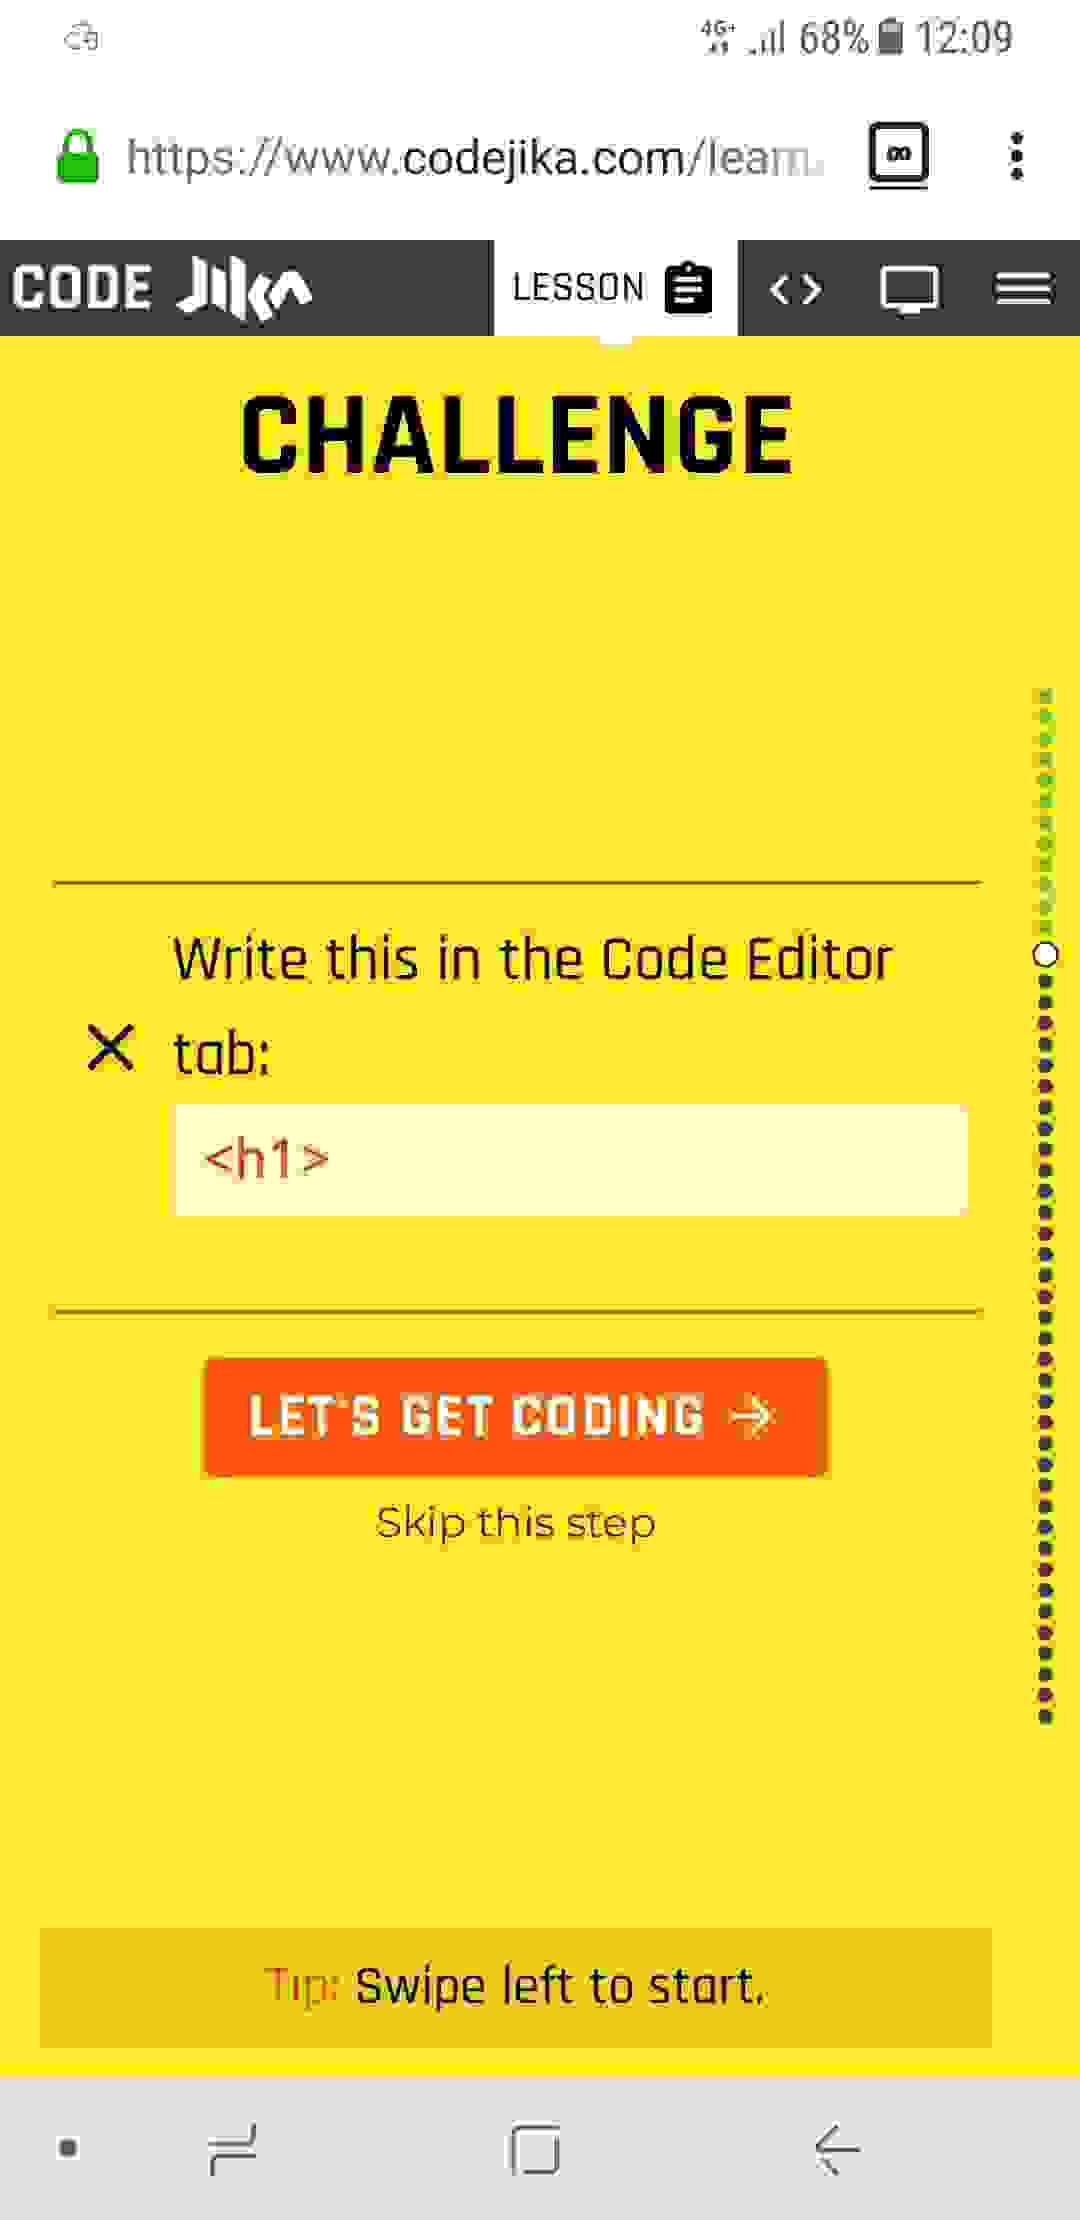 4G+ 68% 12:09
https://www.codejika.com/learn.
CODE JIKA LESSON <>
CHALLENGE
Write this in the Code Editor
tab:
<h1>
LET'S GET CODING →
Skip this step
Tip: Swipe left to start.